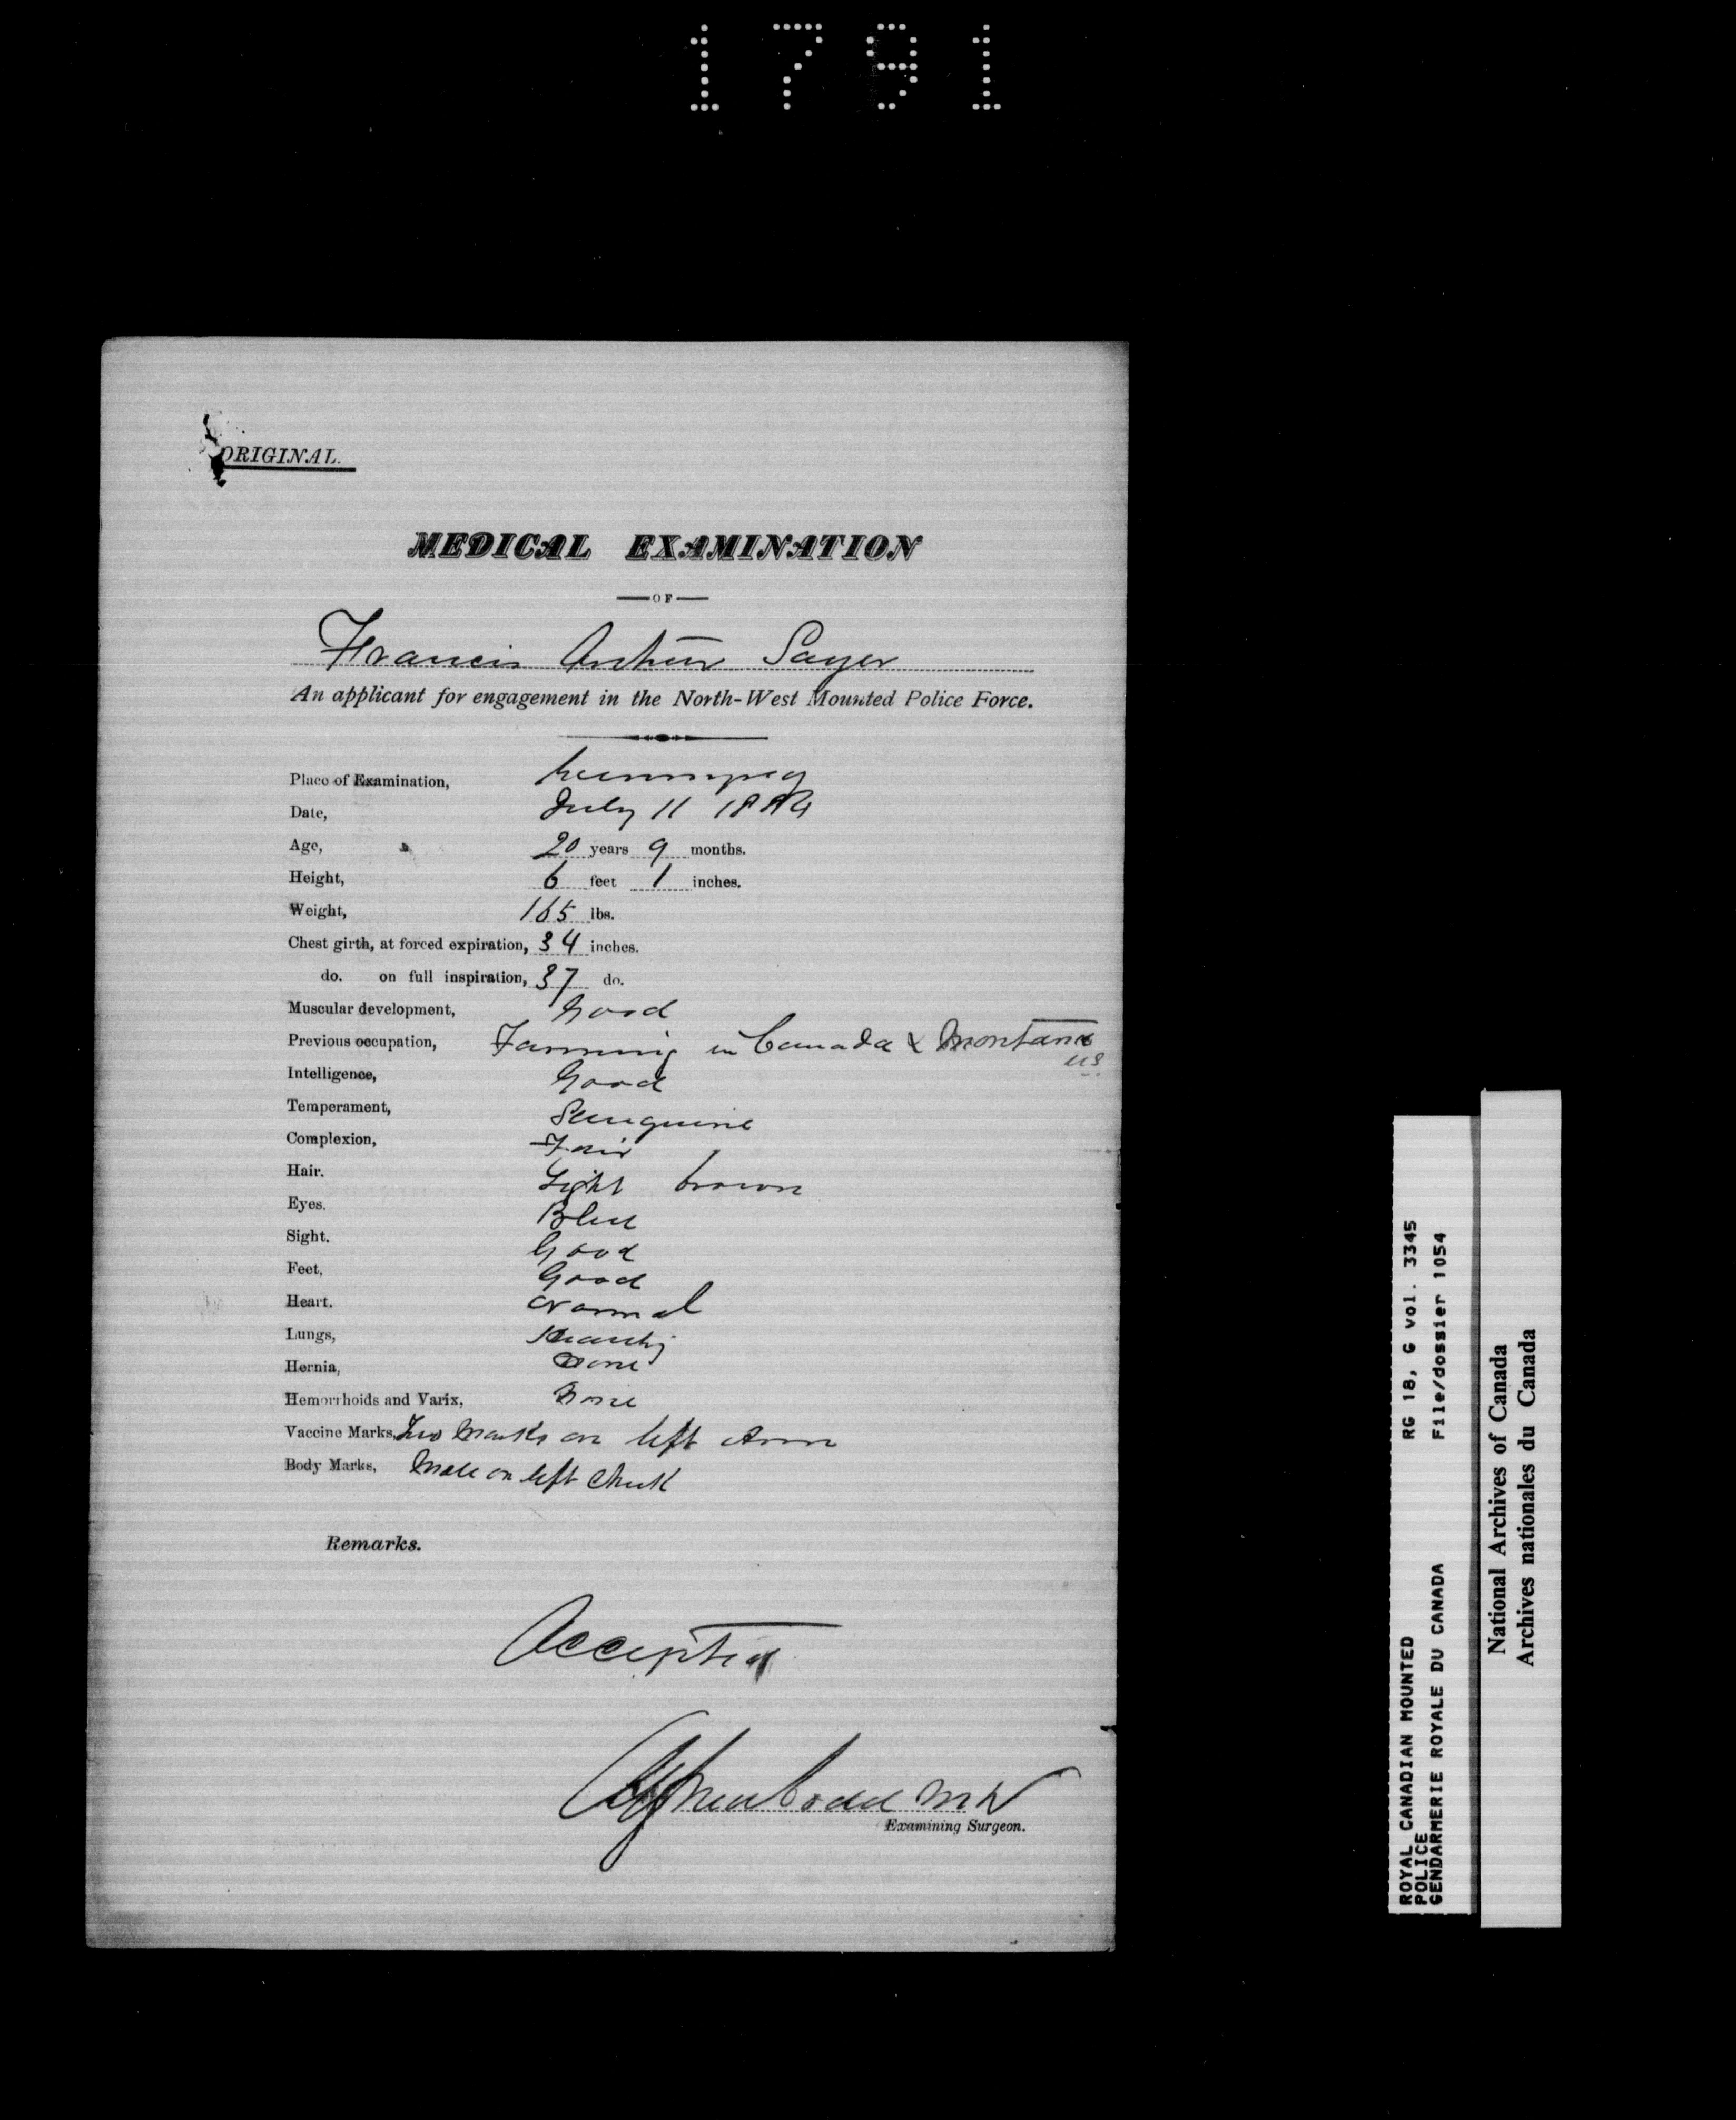 1791
ORIGINAL.
MEDICAL EXAMINATION
OF
Francis Arthur Sayer
An applicant for engagement in the North-West Mounted Police Force.
Place of Examination, Winnipeg
Date, July 11 1884
Age, 20 years 9 months.
Height, 6 feet 1 inches.
Weight, 165 lbs.
Chest girth, at forced expiration, 34 inches.
do. on full inspiration, 37 do.
Muscular development, Good
Previous occupation, Farming in Canada & Montana
US.
Intelligence, Good
Temperament, Sanguine
Complexion, Fair
Hair. Light brown
Eyes. Blue
Sight. Good
Feet, Good
Heart. Normal
Lungs, Healthy
Hernia, None
Hemorrhoids and Varix, None
Vaccine Marks, Two Marks on left Arm
Body Marks, Mole on left Cheek
Remarks.
Accepted
MD
Examining Surgeon.
ROYAL CANADIAN MOUNTED RG 18, G vol. 3345
POLICE
GENDARMERIE ROYALE DU CANADA File/dossier 1054
National Archives of Canada
Archives nationales du Canada